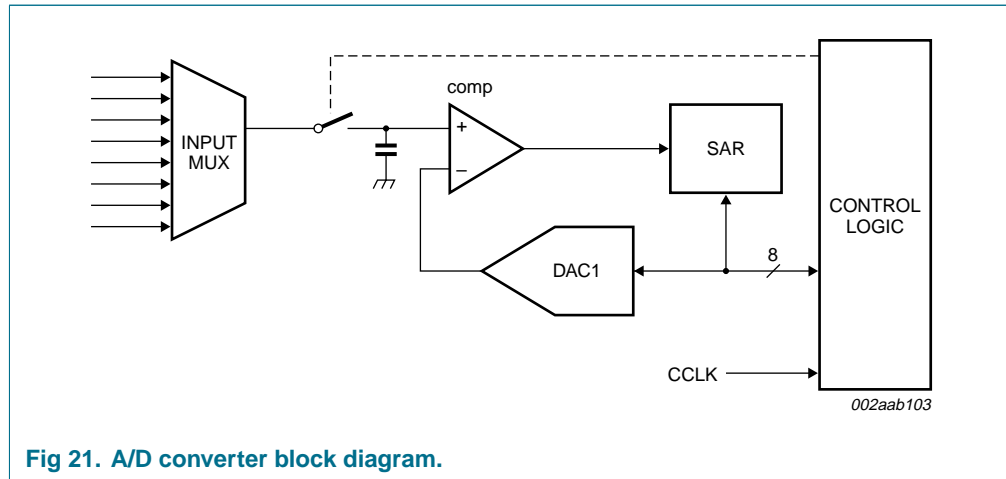 comp
+
–
INPUT
MUX
SAR
CONTROL
LOGIC
8
DAC1
CCLK
002aab103
Fig 21. A/D converter block diagram.